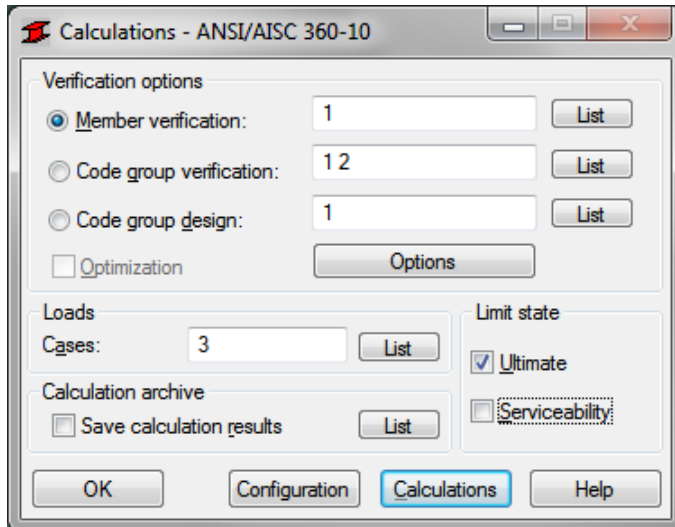 Calculations - ANSI/AISC 360-10
Verification options
Member verification: 1 List
Code group verification: 1 2 List
Code group design: 1 List
Optimization Options
Loads
Cases: 3 List
Limit state
Ultimate
Serviceability
Calculation archive
Save calculation results List
OK Configuration Calculations Help